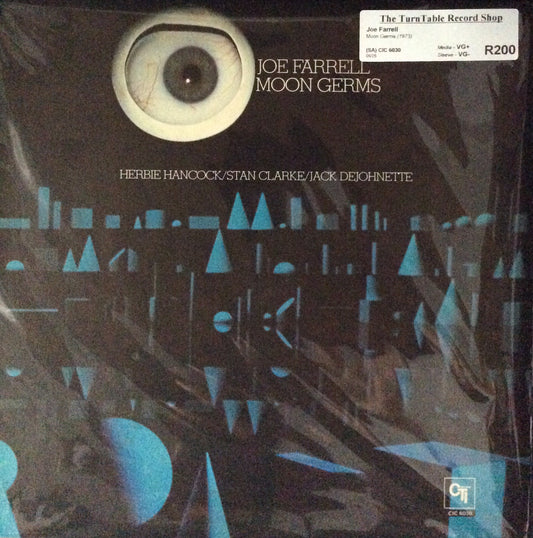 The TurnTable Record Shop
Joe Farrell
Moon Germs (1973)
(SA) CIC 6030
Media - VG+
Sleeve - VG-
R200
JOE FARRELL
MOON GERMS
HERBIE HANCOCK/STAN CLARKE/JACK DEJOHNETTE
CTi